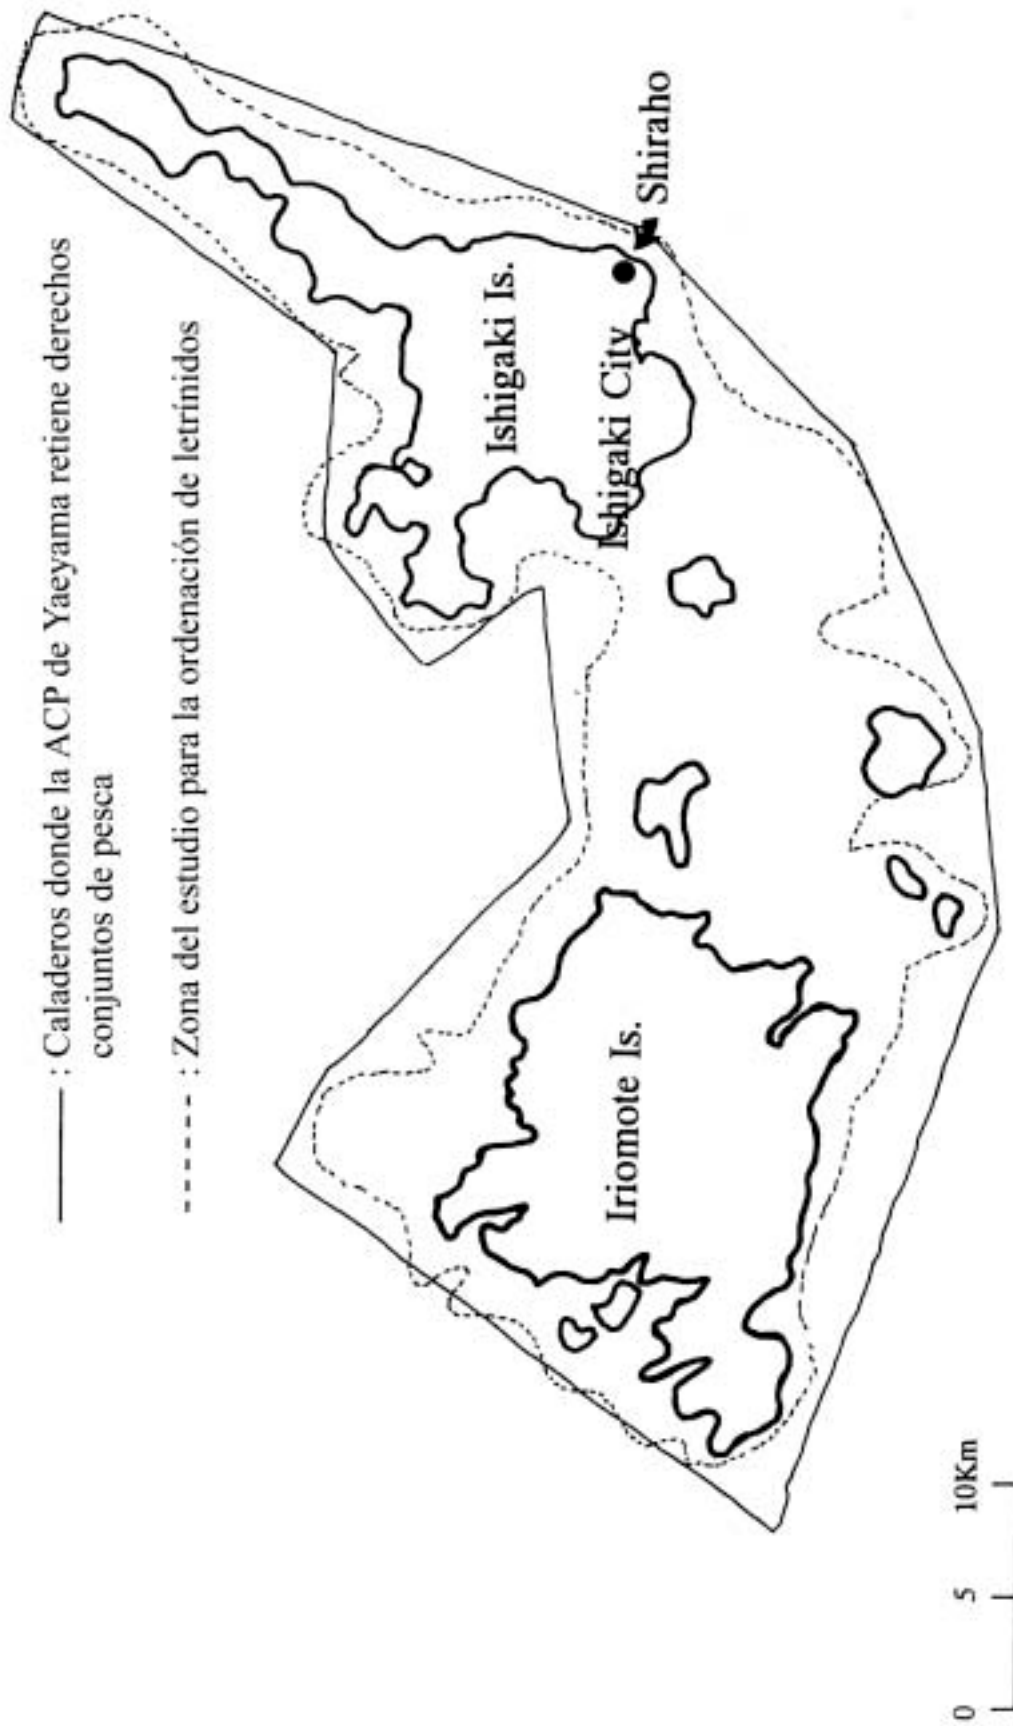 ——— : Caladeros donde la ACP de Yaeyama retiene derechos
conjuntos de pesca
------ : Zona del estudio para la ordenación de letrínidos
Ishigaki Is.
Ishigaki City
Shiraho
Iriomote Is.
0 5 10Km